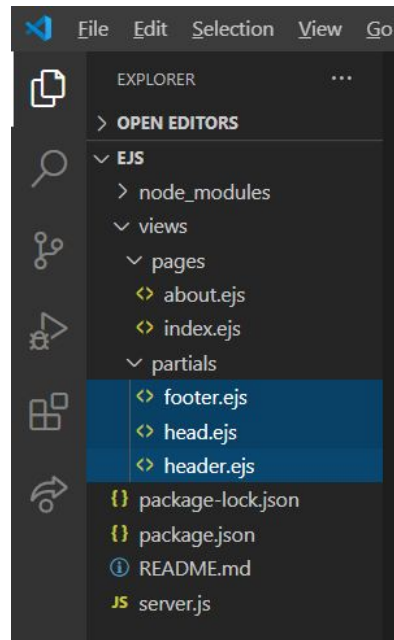 File Edit Selection View Go
EXPLORER ...
> OPEN EDITORS
EJS
> node_modules
views
pages
<> about.ejs
<> index.ejs
partials
<> footer.ejs
<> head.ejs
<> header.ejs
{} package-lock.json
{} package.json
README.md
JS server.js